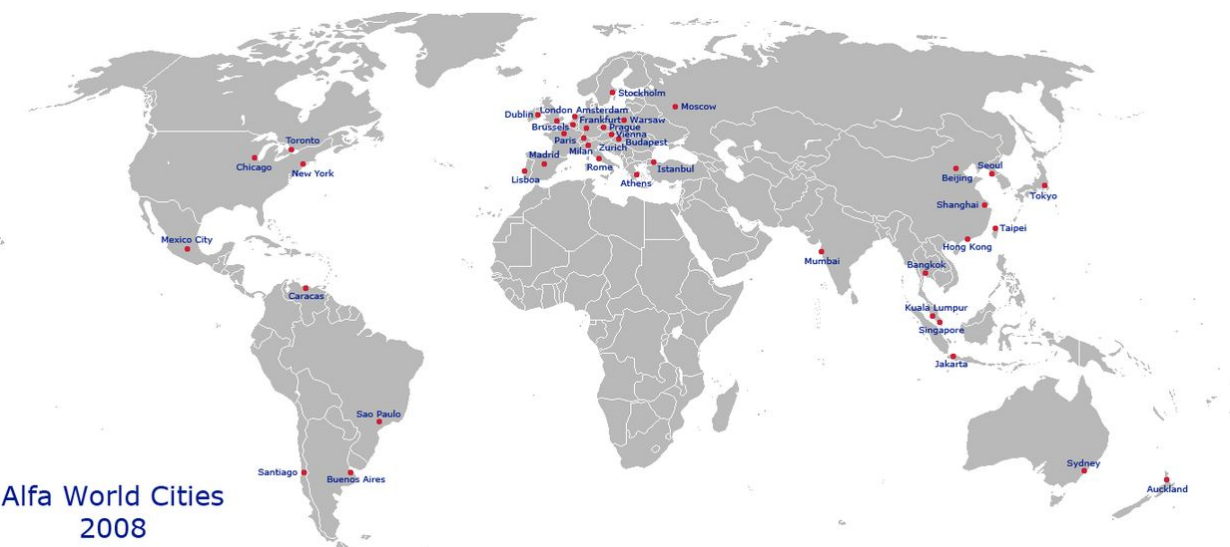 Stockholm
Moscow
Dublin
London
Amsterdam
Brussels
Frankfurt
Warsaw
Prague
Paris
Vienna
Budapest
Milan
Zurich
Madrid
Rome
Istanbul
Lisboa
Athens
Toronto
Chicago
New York
Mexico City
Caracas
Sao Paulo
Santiago
Buenos Aires
Beijing
Seoul
Tokyo
Shanghai
Taipei
Hong Kong
Mumbai
Bangkok
Kuala Lumpur
Singapore
Jakarta
Sydney
Auckland
Alfa World Cities
2008